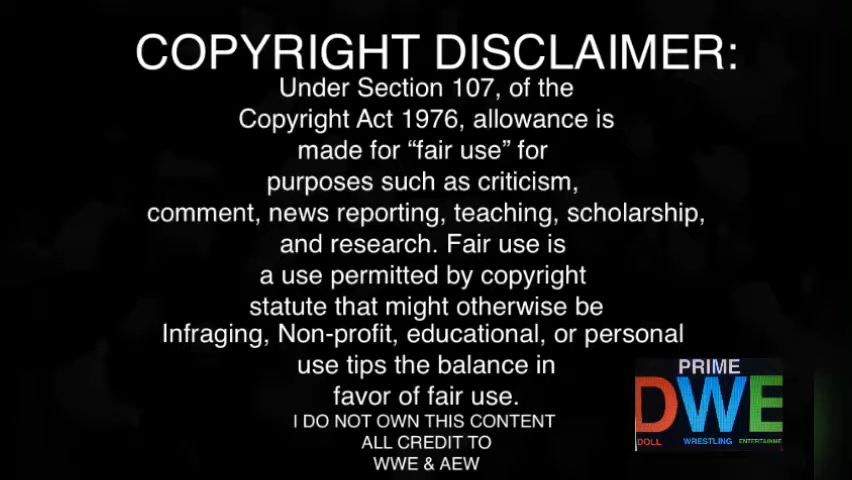 COPYRIGHT DISCLAIMER:
Under Section 107, of the
Copyright Act 1976, allowance is
made for “fair use” for
purposes such as criticism,
comment, news reporting, teaching, scholarship,
and research. Fair use is
a use permitted by copyright
statute that might otherwise be
Infraging, Non-profit, educational, or personal
use tips the balance in
favor of fair use.
I DO NOT OWN THIS CONTENT
ALL CREDIT TO
WWE & AEW
PRIME
DWE
DOLL WRESTLING ENTERTAINME